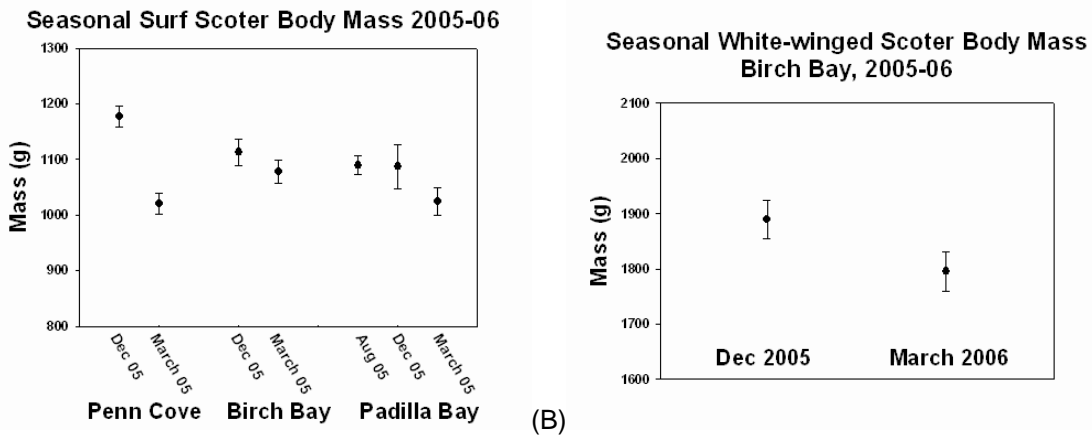 Seasonal Surf Scoter Body Mass 2005-06
Mass (g)
1300
1200
1100
1000
900
800
Dec 05
March 05
Dec 05
March 05
Aug 05
Dec 05
March 05
Penn Cove
Birch Bay
Padilla Bay
(B)
Seasonal White-winged Scoter Body Mass
Birch Bay, 2005-06
Mass (g)
2100
2000
1900
1800
1700
1600
Dec 2005
March 2006